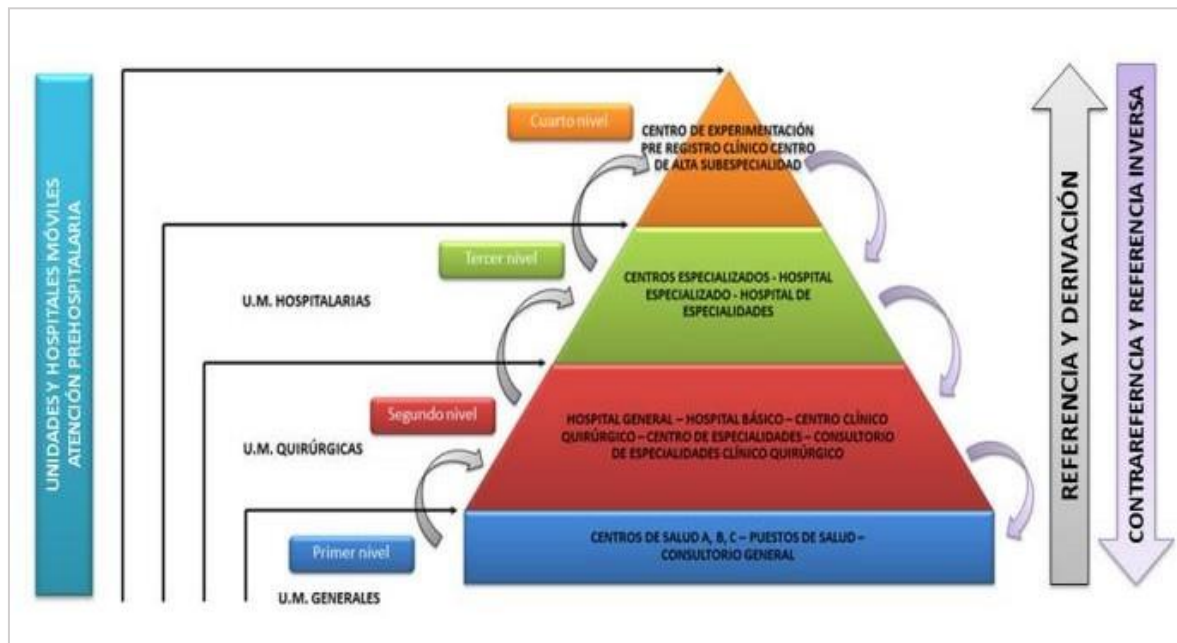 UNIDADES Y HOSPITALES MÓVILES
ATENCIÓN PREHOSPITALARIA
Cuarto nivel
CENTRO DE EXPERIMENTACIÓN
PRE REGISTRO CLÍNICO CENTRO
DE ALTA SUBESPECIALIDAD
Tercer nivel
U.M. HOSPITALARIAS
CENTROS ESPECIALIZADOS - HOSPITAL
ESPECIALIZADO - HOSPITAL DE
ESPECIALIDADES
Segundo nivel
U.M. QUIRÚRGICAS
HOSPITAL GENERAL – HOSPITAL BÁSICO – CENTRO CLÍNICO
QUIRÚRGICO – CENTRO DE ESPECIALIDADES – CONSULTORIO
DE ESPECIALIDADES CLÍNICO QUIRÚRGICO
Primer nivel
U.M. GENERALES
CENTROS DE SALUD A, B, C – PUESTOS DE SALUD –
CONSULTORIO GENERAL
REFERENCIA Y DERIVACIÓN
CONTRAREFERNCIA Y REFERENCIA INVERSA